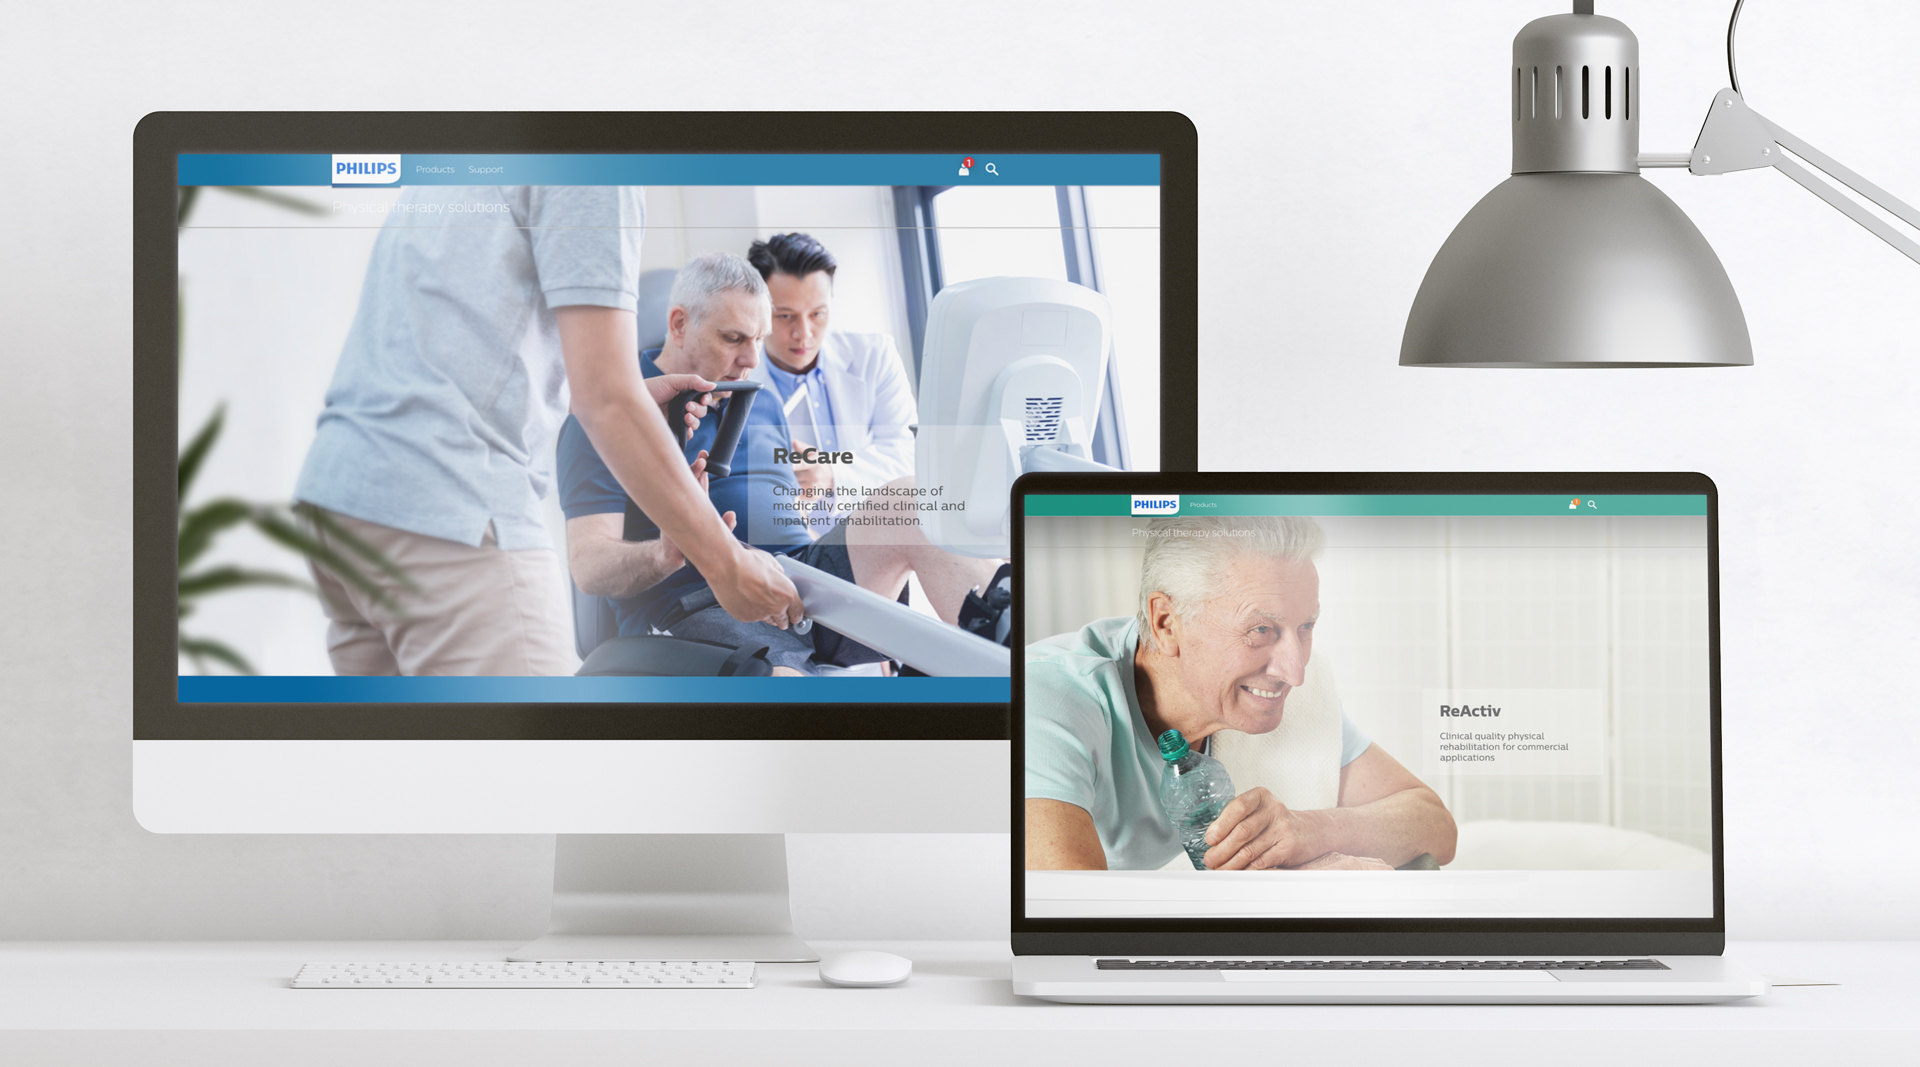 PHILIPS Products Support 1
Physical therapy solutions
ReCare
Changing the landscape of
medically certified clinical and
inpatient rehabilitation.
PHILIPS Products
Physical therapy solutions
ReActiv
Clinical quality physical
rehabilitation for commercial
applications